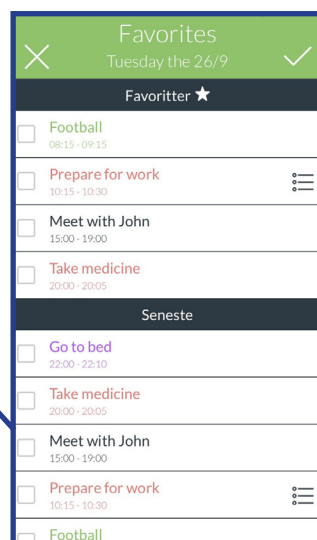 Favorites
Tuesday the 26/9
Favoritter
Football
08:15 - 09:15
Prepare for work
10:15 - 10:30
Meet with John
15:00 - 19:00
Take medicine
20:00 - 20:05
Seneste
Go to bed
22:00 - 22:10
Take medicine
20:00 - 20:05
Meet with John
15:00 - 19:00
Prepare for work
10:15 - 10:30
Football